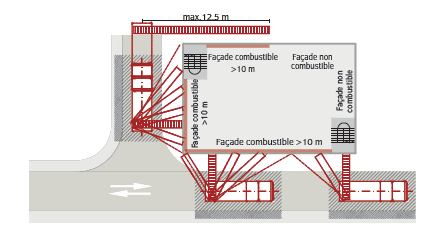 max.12.5 m
Façade combustible
>10 m
Façade non
combustible
Façade non
combustible
Façade combustible
>10 m
Façade combustible >10 m